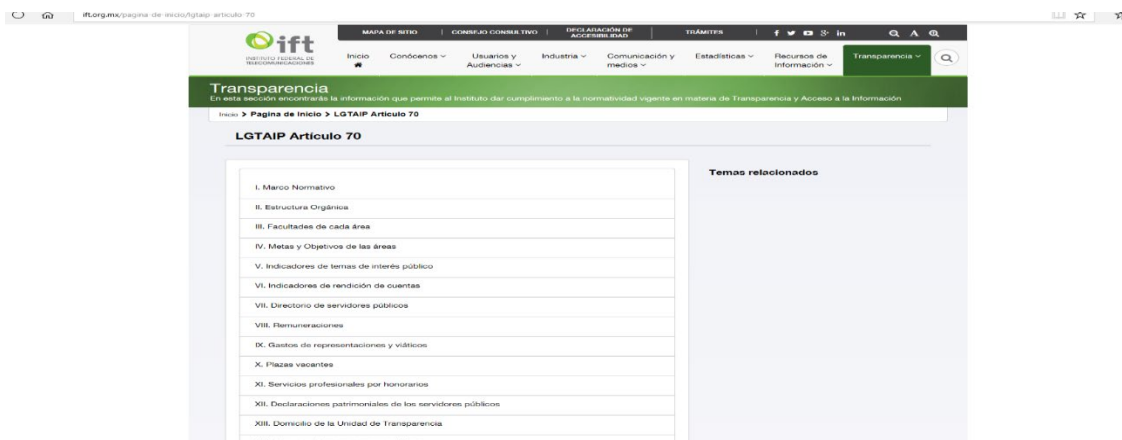 ift.org.mx/pagina-de-inicio/lgtaip-articulo-70
MAPA DE SITIO | CONSEJO CONSULTIVO | DECLARACIÓN DE ACCESIBILIDAD TRÁMITES | in A
ift
INSTITUTO FEDERAL DE
TELECOMUNICACIONES
Inicio Conócenos Usuarios y Audiencias Industria Comunicación y medios Estadísticas Recursos de Información Transparencia
Transparencia
En esta sección encontrarás la información que permite al Instituto dar cumplimiento a la normatividad vigente en materia de Transparencia y Acceso a la Información
Inicio > Pagina de Inicio > LGTAIP Artículo 70
LGTAIP Artículo 70
Temas relacionados
I. Marco Normativo
II. Estructura Orgánica
III. Facultades de cada área
IV. Metas y Objetivos de las áreas
V. Indicadores de temas de interés público
VI. Indicadores de rendición de cuentas
VII. Directorio de servidores públicos
VIII. Remuneraciones
IX. Gastos de representaciones y viáticos
X. Plazas vacantes
XI. Servicios profesionales por honorarios
XII. Declaraciones patrimoniales de los servidores públicos
XIII. Domicilio de la Unidad de Transparencia